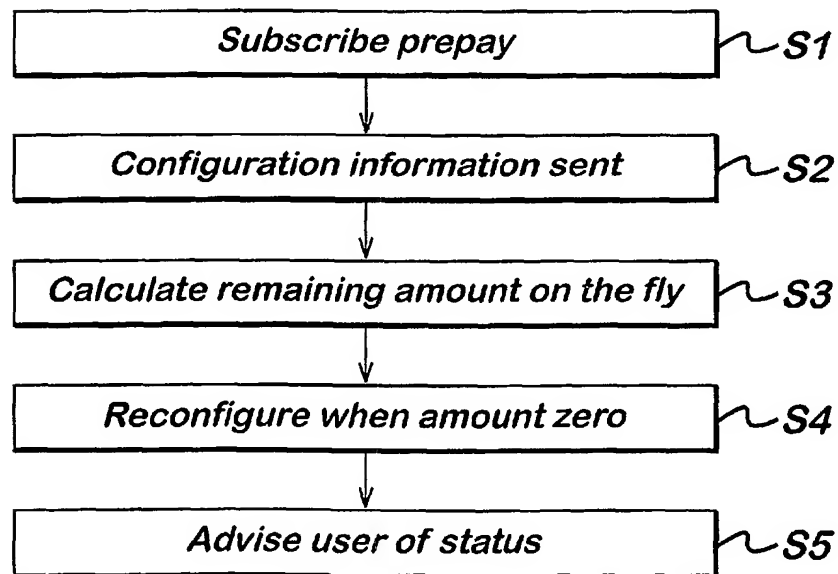 Subscribe prepay S1
Configuration information sent S2
Calculate remaining amount on the fly S3
Reconfigure when amount zero S4
Advise user of status S5